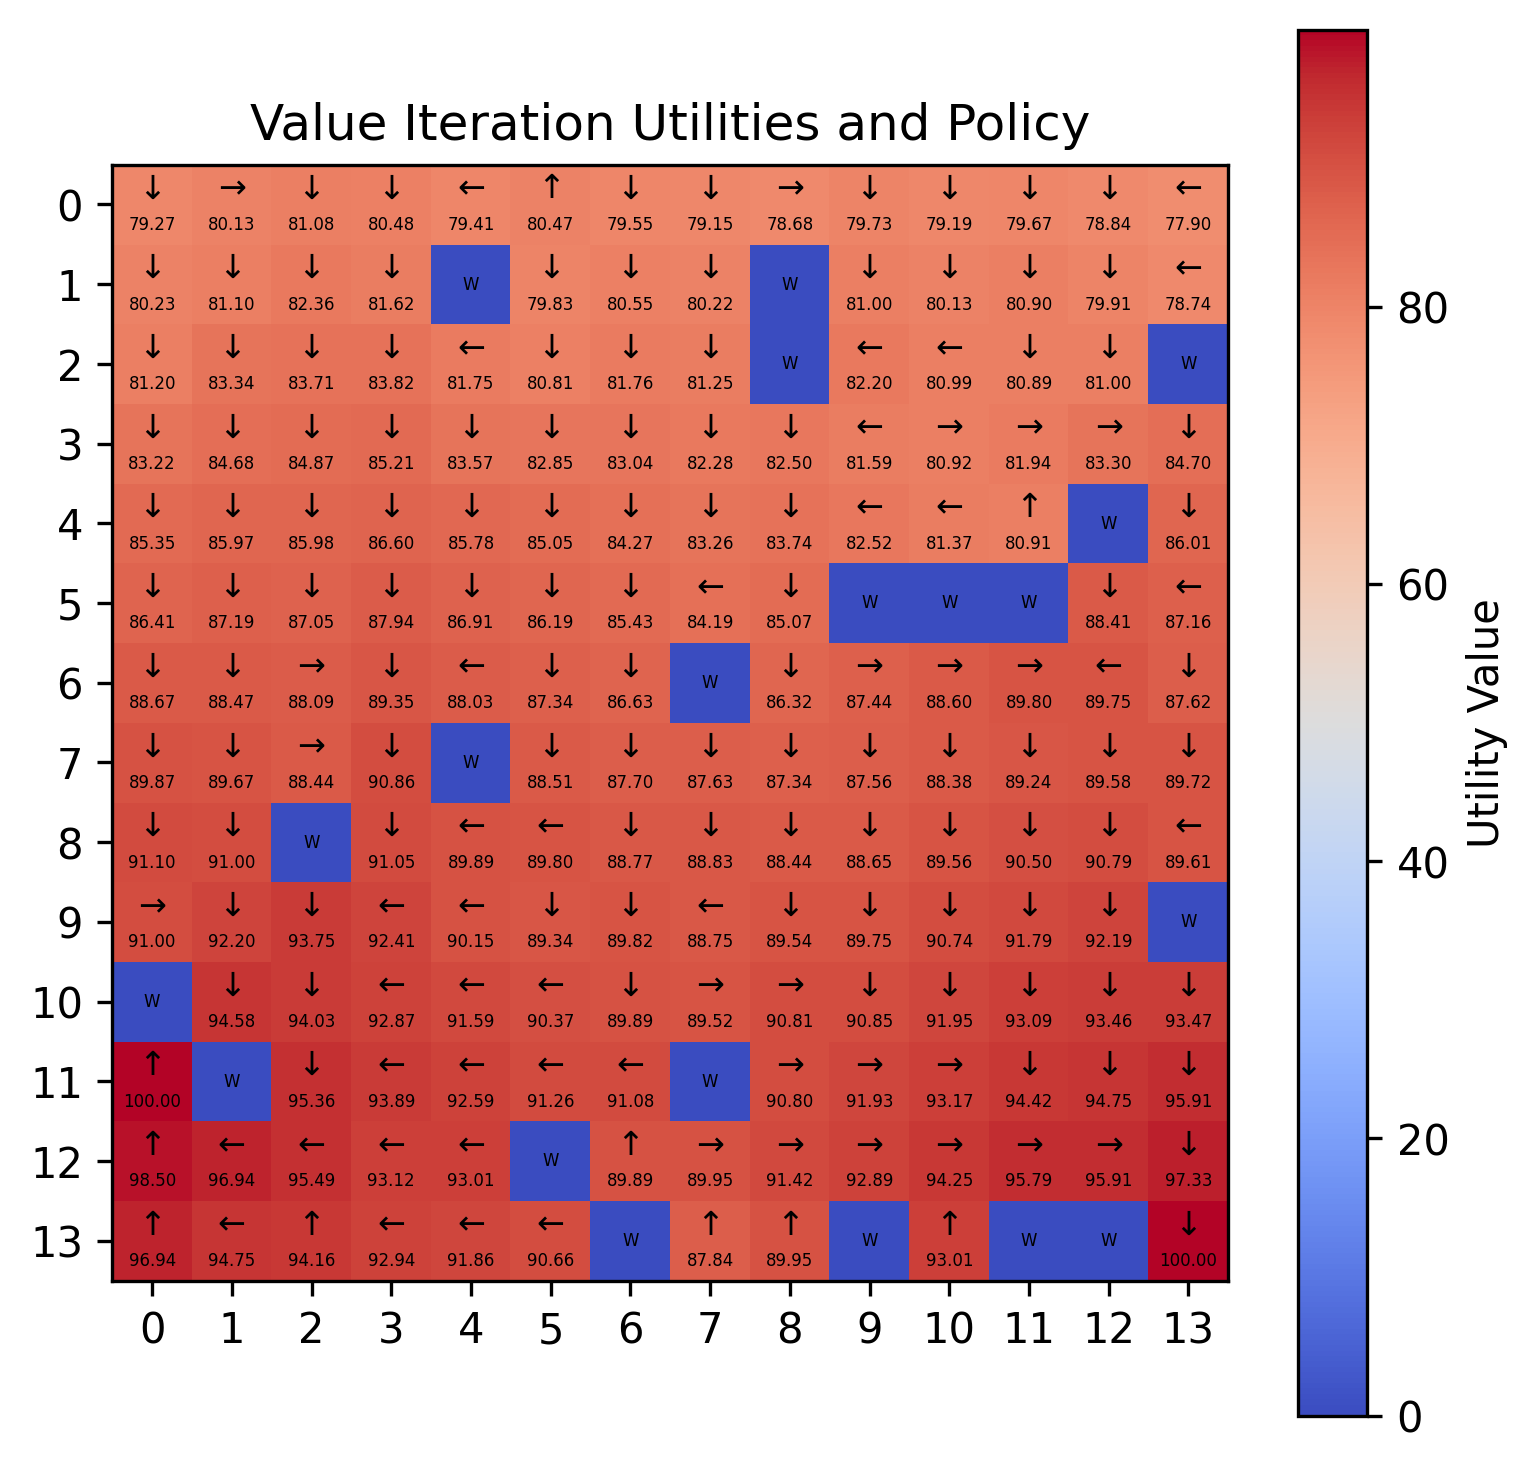 Value Iteration Utilities and Policy
0 ↓ → ↓ ↓ ← ↑ ↓ ↓ → ↓ ↓ ↓ ↓ ←
79.27 80.13 81.08 80.48 79.41 80.47 79.55 79.15 78.68 79.73 79.19 79.67 78.84 77.90
1 ↓ ↓ ↓ ↓ W ↓ ↓ ↓ W ↓ ↓ ↓ ↓ ←
80.23 81.10 82.36 81.62 79.83 80.55 80.22 81.00 80.13 80.90 79.91 78.74
2 ↓ ↓ ↓ ↓ ← ↓ ↓ ↓ W ← ← ↓ ↓ W
81.20 83.34 83.71 83.82 81.75 80.81 81.76 81.25 82.20 80.99 80.89 81.00
3 ↓ ↓ ↓ ↓ ↓ ↓ ↓ ↓ ↓ ← → → → ↓
83.22 84.68 84.87 85.21 83.57 82.85 83.04 82.28 82.50 81.59 80.92 81.94 83.30 84.70
4 ↓ ↓ ↓ ↓ ↓ ↓ ↓ ↓ ↓ ← ← ↑ W ↓
85.35 85.97 85.98 86.60 85.78 85.05 84.27 83.26 83.74 82.52 81.37 80.91 86.01
5 ↓ ↓ ↓ ↓ ↓ ↓ ↓ ← ↓ W W W ↓ ←
86.41 87.19 87.05 87.94 86.91 86.19 85.43 84.19 85.07 88.41 87.16
6 ↓ ↓ → ↓ ← ↓ ↓ W ↓ → → → ← ↓
88.67 88.47 88.09 89.35 88.03 87.34 86.63 86.32 87.44 88.60 89.80 89.75 87.62
7 ↓ ↓ → ↓ W ↓ ↓ ↓ ↓ ↓ ↓ ↓ ↓ ↓
89.87 89.67 88.44 90.86 88.51 87.70 87.63 87.34 87.56 88.38 89.24 89.58 89.72
8 ↓ ↓ W ↓ ← ← ↓ ↓ ↓ ↓ ↓ ↓ ↓ ←
91.10 91.00 91.05 89.89 89.80 88.77 88.83 88.44 88.65 89.56 90.50 90.79 89.61
9 → ↓ ↓ ← ← ↓ ↓ ← ↓ ↓ ↓ ↓ ↓ W
91.00 92.20 93.75 92.41 90.15 89.34 89.82 88.75 89.54 89.75 90.74 91.79 92.19
10 W ↓ ↓ ← ← ← ↓ → → ↓ ↓ ↓ ↓ ↓
94.58 94.03 92.87 91.59 90.37 89.89 89.52 90.81 90.85 91.95 93.09 93.46 93.47
11 ↑ W ↓ ← ← ← ← W → → → ↓ ↓ ↓
100.00 95.36 93.89 92.59 91.26 91.08 90.80 91.93 93.17 94.42 94.75 95.91
12 ↑ ← ← ← ← W ↑ → → → → → → ↓
98.50 96.94 95.49 93.12 93.01 89.89 89.95 91.42 92.89 94.25 95.79 95.91 97.33
13 ↑ ← ↑ ← ← ← W ↑ ↑ W ↑ W W ↓
96.94 94.75 94.16 92.94 91.86 90.66 87.84 89.95 93.01 100.00
0 1 2 3 4 5 6 7 8 9 10 11 12 13
80
60
40
20
0
Utility Value